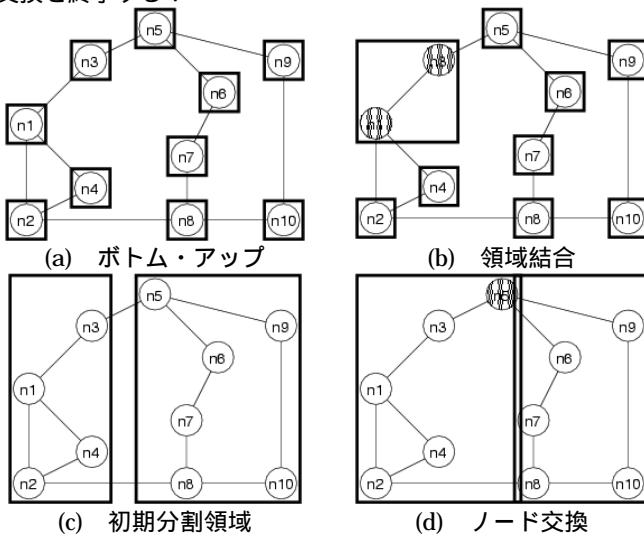 交換を終了する．
n5
n3
n9
n6
n1
n7
n4
n2
n8
n10
(a) ボトム・アップ
n5
n9
n6
n7
n4
n2
n8
n10
(b) 領域結合
n5
n3
n9
n6
n1
n7
n4
n2
n8
n10
(c) 初期分割領域
n3
n9
n6
n1
n7
n4
n2
n8
n10
(d) ノード交換